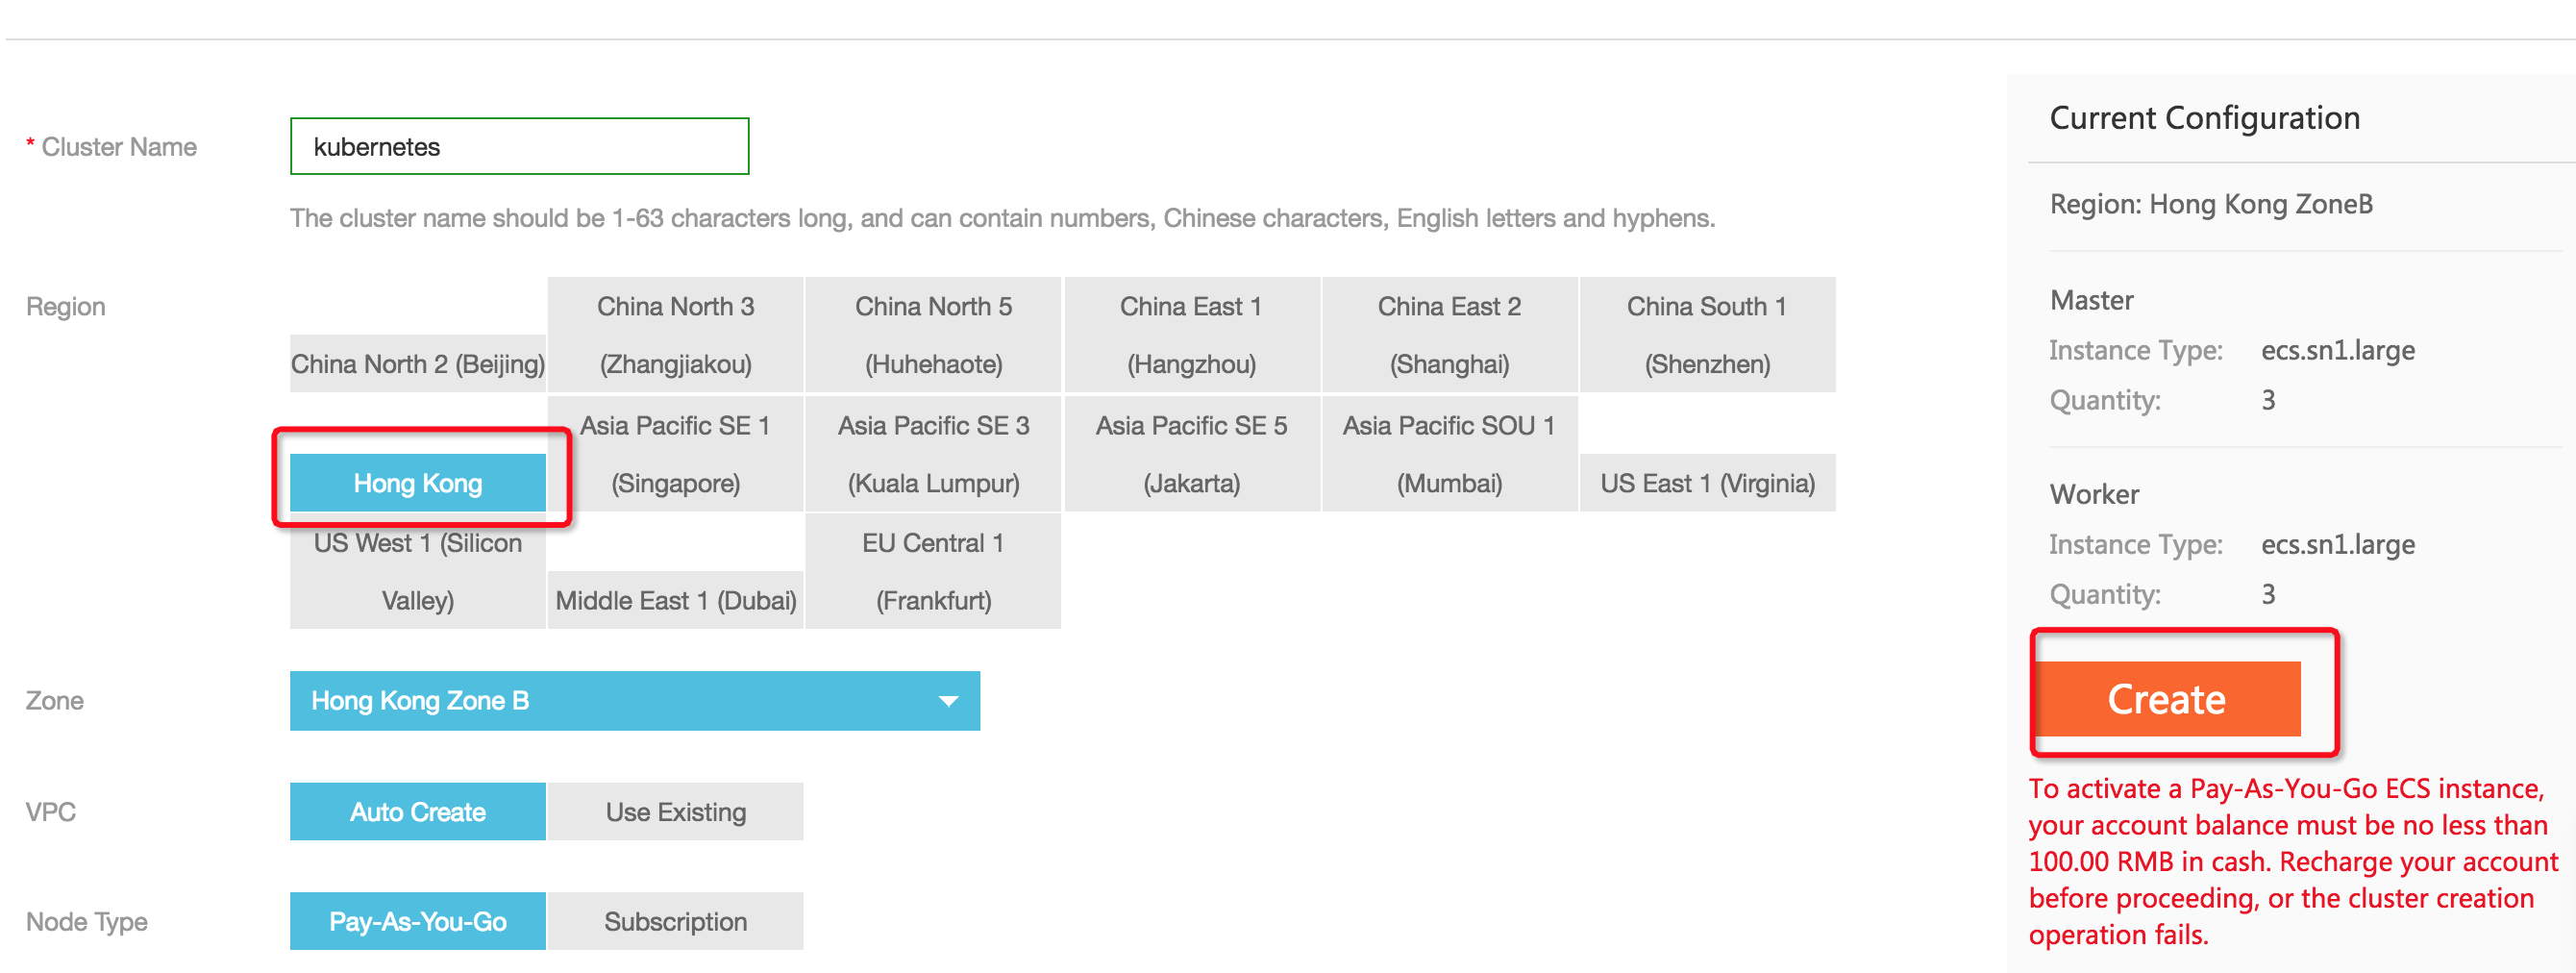 * Cluster Name
kubernetes
The cluster name should be 1-63 characters long, and can contain numbers, Chinese characters, English letters and hyphens.
Region
China North 2 (Beijing)
China North 3
(Zhangjiakou)
China North 5
(Huhehaote)
China East 1
(Hangzhou)
China East 2
(Shanghai)
China South 1
(Shenzhen)
Hong Kong
Asia Pacific SE 1
(Singapore)
Asia Pacific SE 3
(Kuala Lumpur)
Asia Pacific SE 5
(Jakarta)
Asia Pacific SOU 1
(Mumbai)
US East 1 (Virginia)
US West 1 (Silicon
Valley)
Middle East 1 (Dubai)
EU Central 1
(Frankfurt)
Zone
Hong Kong Zone B
VPC
Auto Create
Use Existing
Node Type
Pay-As-You-Go
Subscription
Current Configuration
Region: Hong Kong ZoneB
Master
Instance Type: ecs.sn1.large
Quantity: 3
Worker
Instance Type: ecs.sn1.large
Quantity: 3
Create
To activate a Pay-As-You-Go ECS instance,
your account balance must be no less than
100.00 RMB in cash. Recharge your account
before proceeding, or the cluster creation
operation fails.